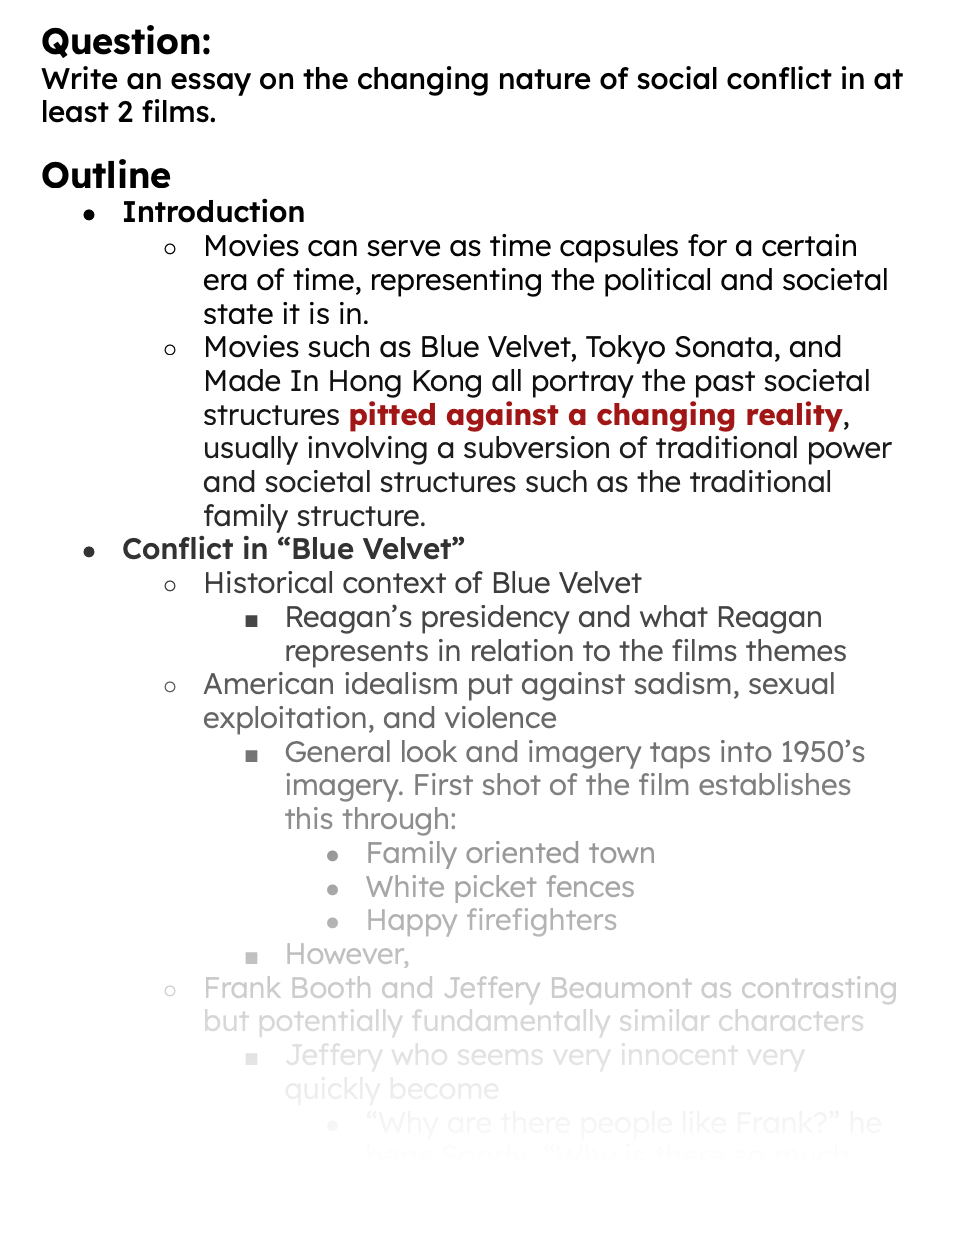 Question:
Write an essay on the changing nature of social conflict in at
least 2 films.
Outline
● Introduction
○ Movies can serve as time capsules for a certain
era of time, representing the political and societal
state it is in.
○ Movies such as Blue Velvet, Tokyo Sonata, and
Made In Hong Kong all portray the past societal
structures pitted against a changing reality,
usually involving a subversion of traditional power
and societal structures such as the traditional
family structure.
● Conflict in “Blue Velvet”
○ Historical context of Blue Velvet
■ Reagan’s presidency and what Reagan
represents in relation to the films themes
○ American idealism put against sadism, sexual
exploitation, and violence
■ General look and imagery taps into 1950’s
imagery. First shot of the film establishes
this through:
● Family oriented town
● White picket fences
● Happy firefighters
■ However,
○ Frank Booth and Jeffery Beaumont as contrasting
but potentially fundamentally similar characters
■ Jeffery who seems very innocent very
quickly become
● “Why are there people like Frank?” he